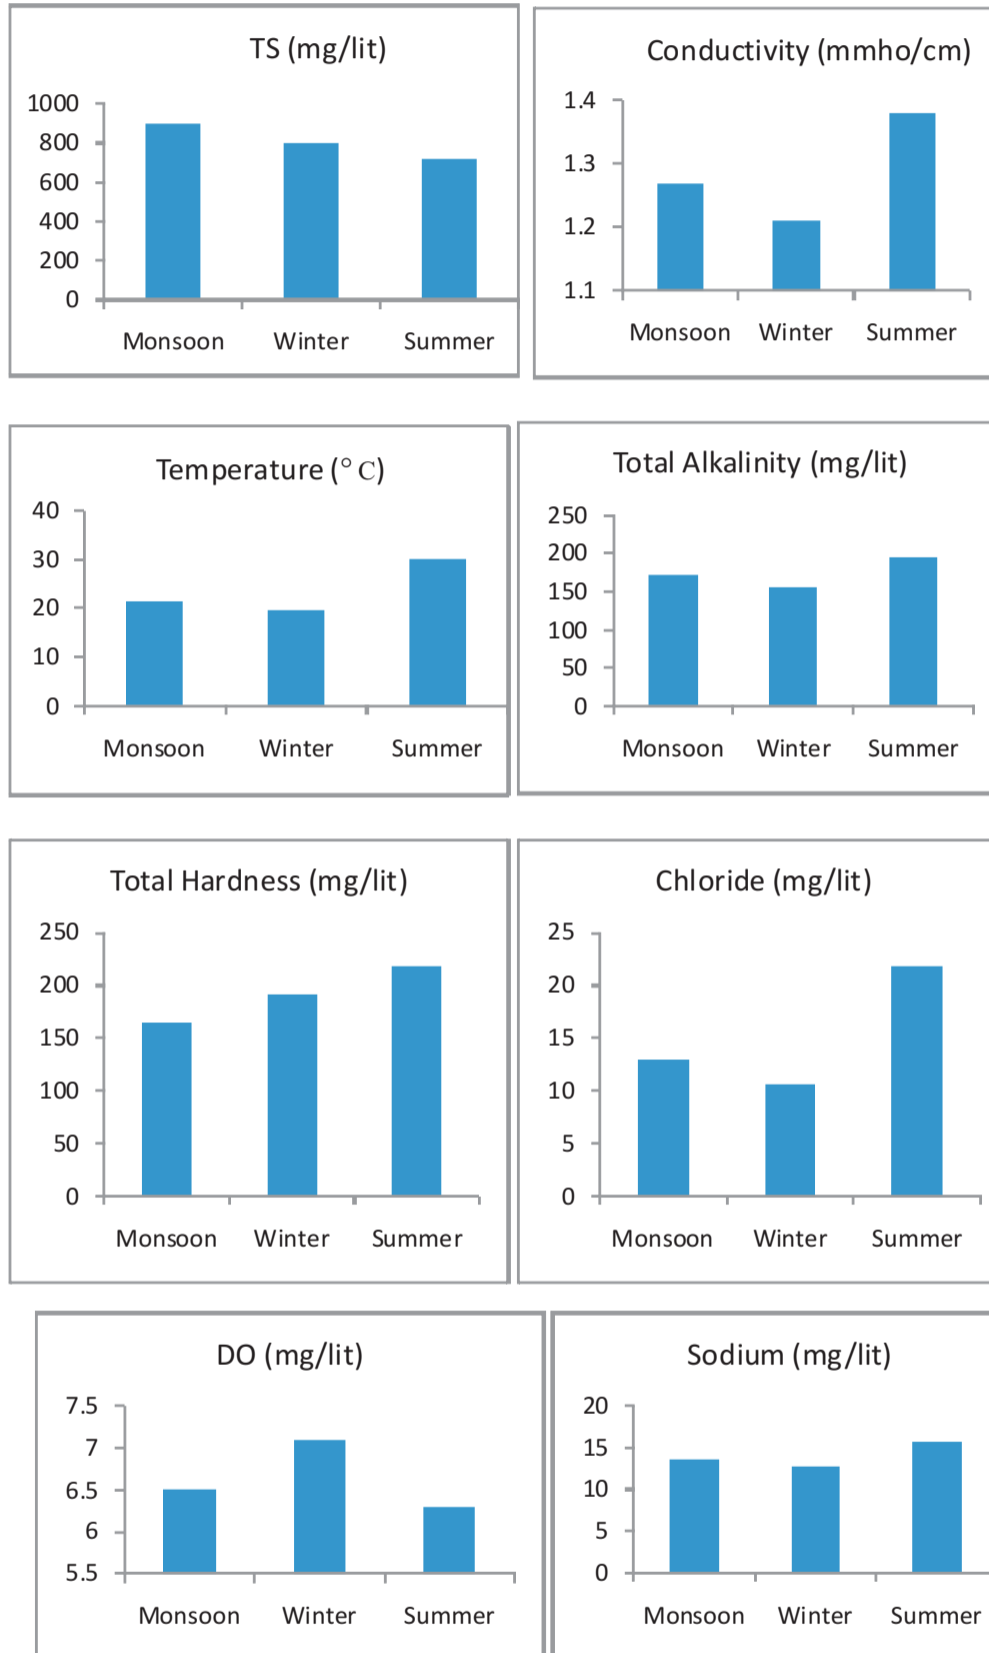 TS (mg/lit)
1000
800
600
400
200
0
Monsoon Winter Summer
Conductivity (mmho/cm)
1.4
1.3
1.2
1.1
Monsoon Winter Summer
Temperature (° C)
40
30
20
10
0
Monsoon Winter Summer
Total Alkalinity (mg/lit)
250
200
150
100
50
0
Monsoon Winter Summer
Total Hardness (mg/lit)
250
200
150
100
50
0
Monsoon Winter Summer
Chloride (mg/lit)
25
20
15
10
5
0
Monsoon Winter Summer
DO (mg/lit)
7.5
7
6.5
6
5.5
Monsoon Winter Summer
Sodium (mg/lit)
20
15
10
5
0
Monsoon Winter Summer